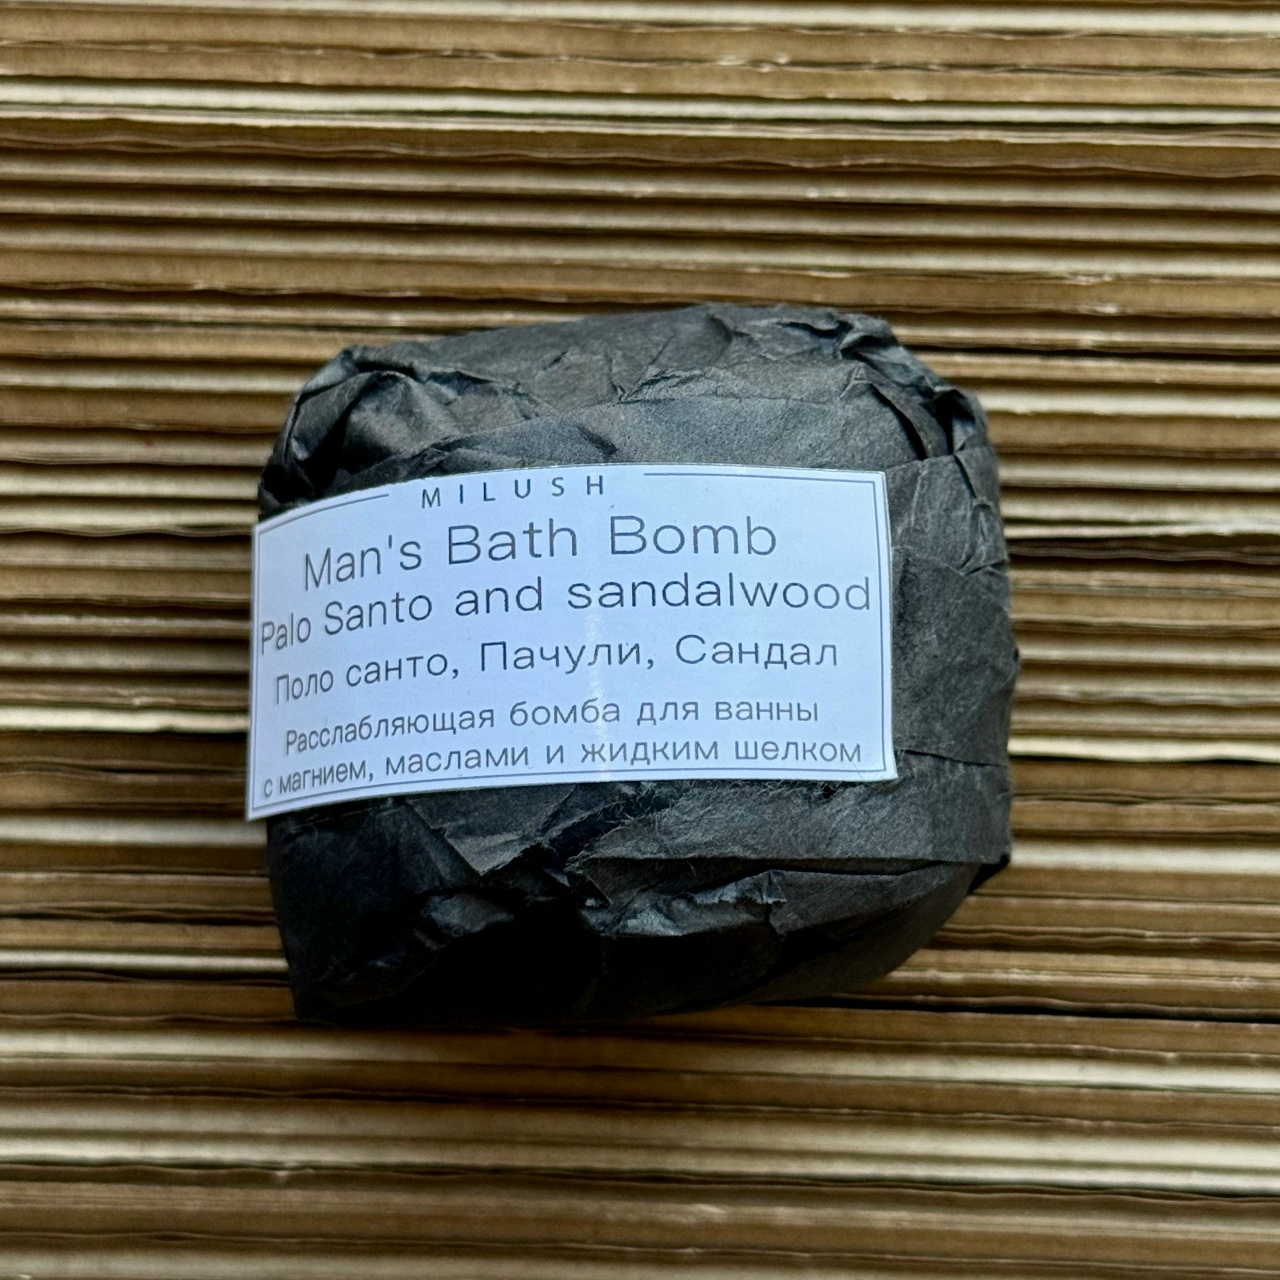 MILUSH
Man's Bath Bomb
Palo Santo and sandalwood
Поло санто, Пачули, Сандал
Расслабляющая бомба для ванны
с магнием, маслами и жидким шелком